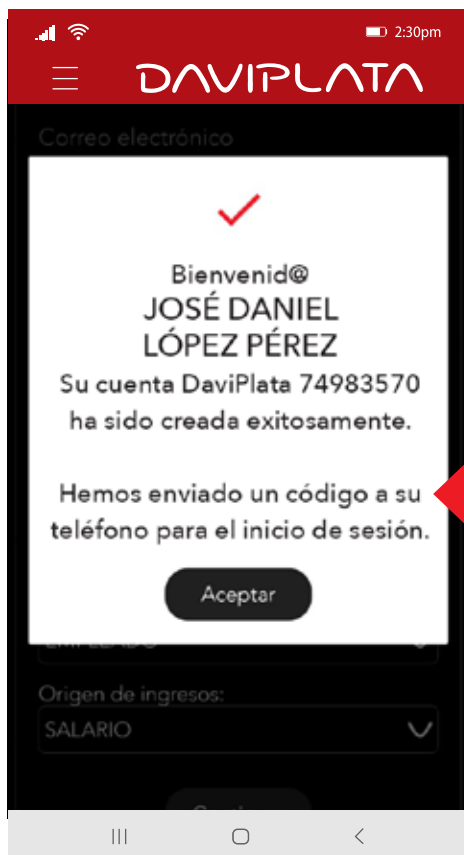 2:30pm
DAVIPLATA
Correo electrónico
Bienvenid@
JOSÉ DANIEL
LÓPEZ PÉREZ
Su cuenta DaviPlata 74983570
ha sido creada exitosamente.
Hemos enviado un código a su
teléfono para el inicio de sesión.
Aceptar
EMPLEADO
Origen de ingresos:
SALARIO